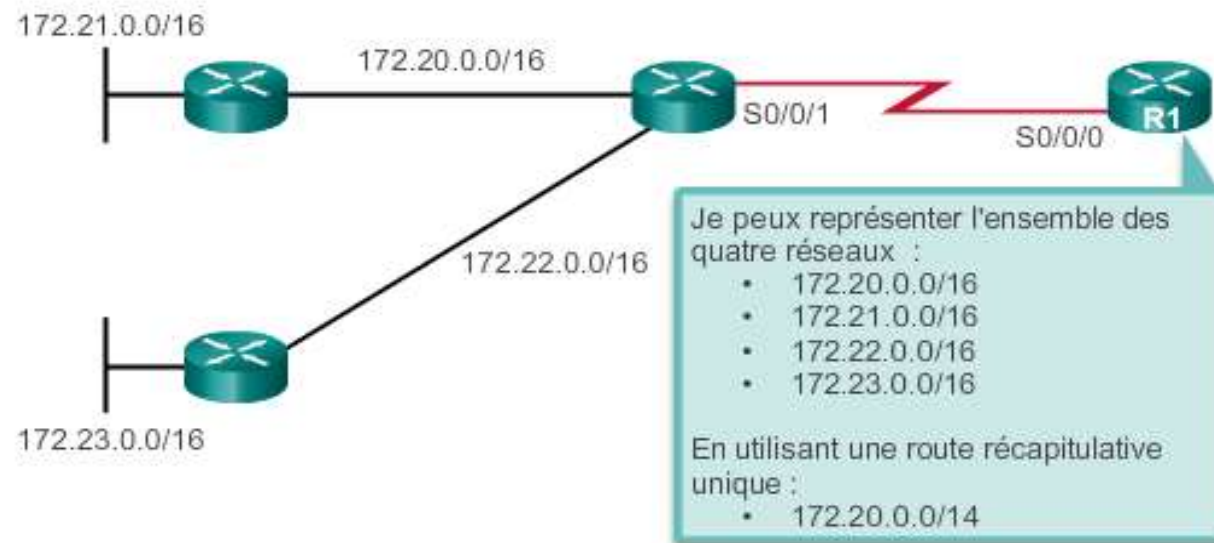 172.21.0.0/16
172.20.0.0/16
S0/0/1
S0/0/0
R1
172.22.0.0/16
172.23.0.0/16
Je peux représenter l'ensemble des
quatre réseaux :
• 172.20.0.0/16
• 172.21.0.0/16
• 172.22.0.0/16
• 172.23.0.0/16
En utilisant une route récapitulative
unique :
• 172.20.0.0/14